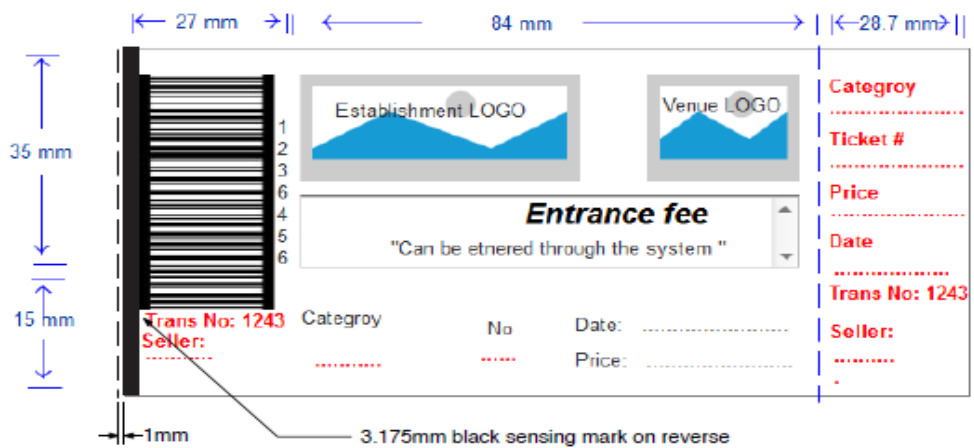 27 mm
84 mm
28.7 mm
35 mm
15 mm
1
2
3
6
4
5
6
Establishment LOGO
Venue LOGO
Entrance fee
"Can be etnered through the system "
Trans No: 1243
Seller:
Categroy
No
Date:
Price:
Categroy
Ticket #
Price
Date
Trans No: 1243
Seller:
1mm
3.175mm black sensing mark on reverse